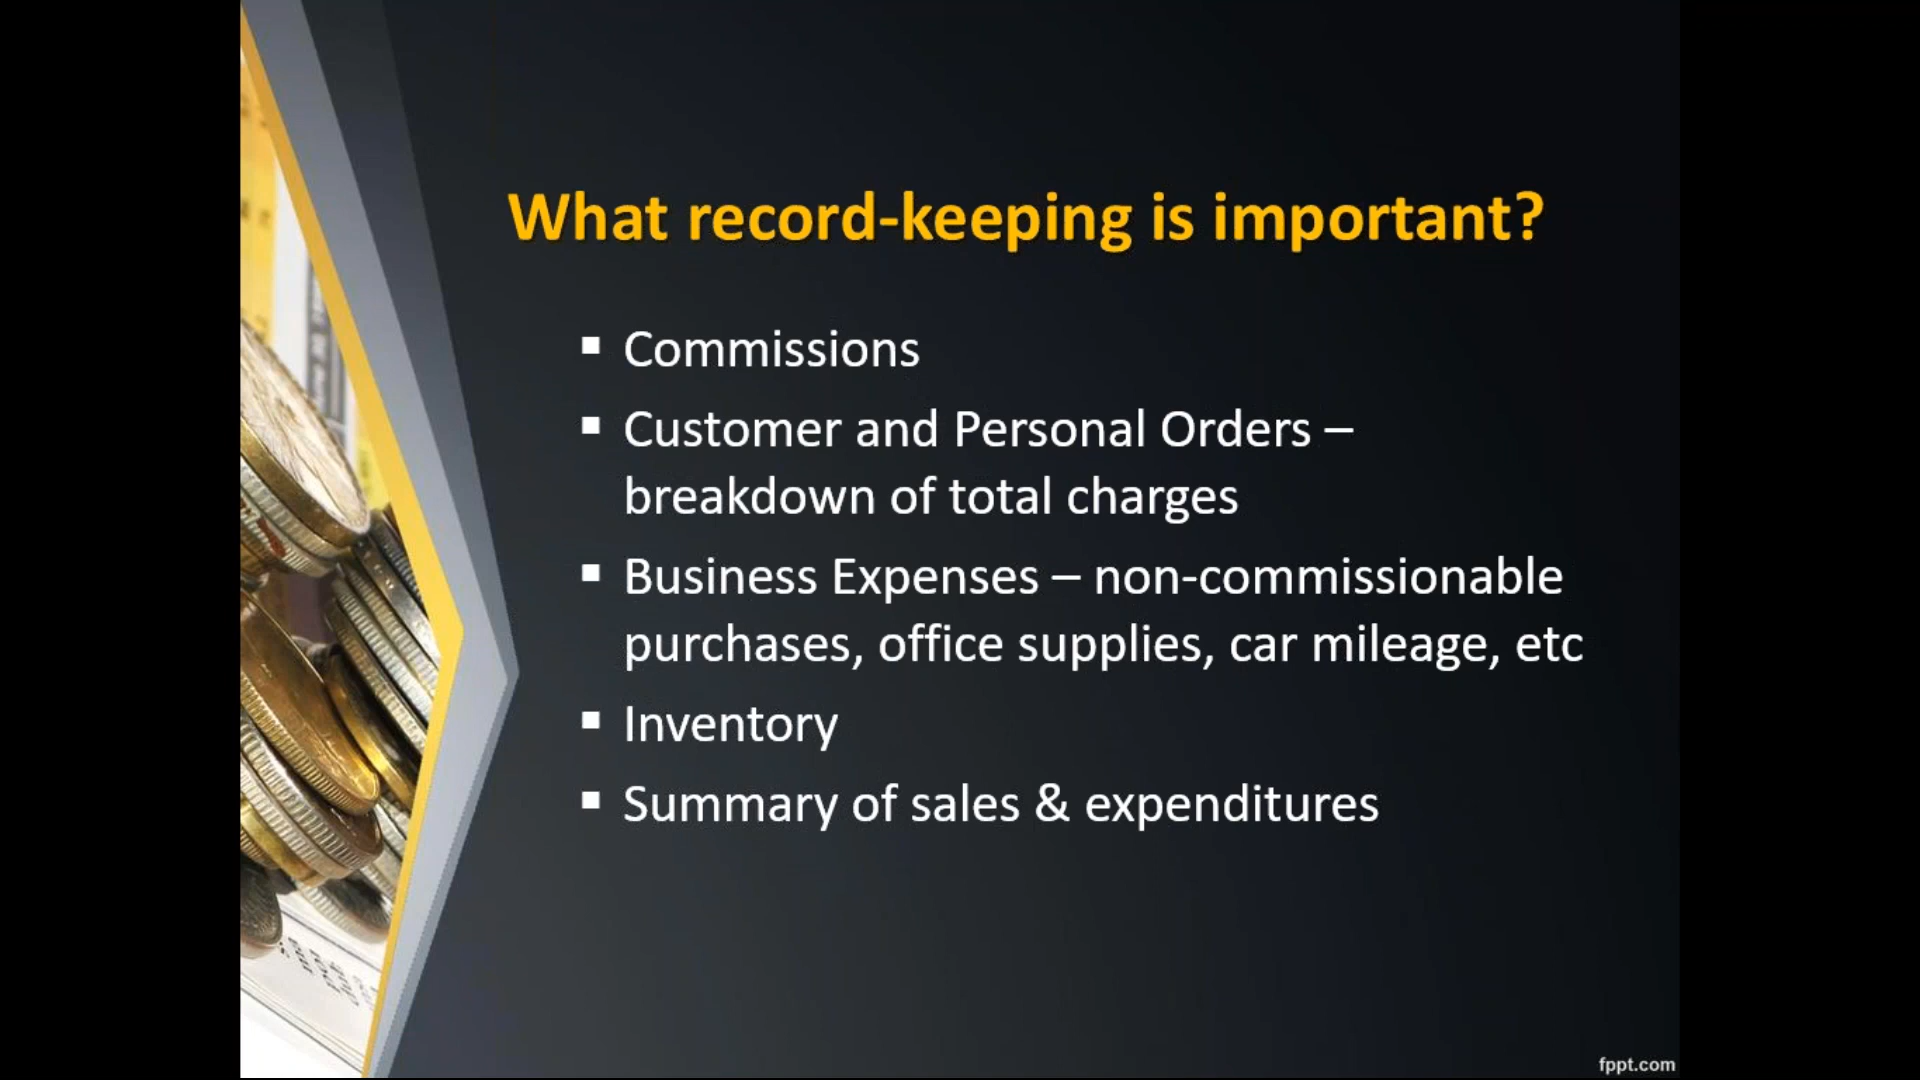 What record-keeping is important?
▪ Commissions
▪ Customer and Personal Orders –
breakdown of total charges
▪ Business Expenses – non-commissionable
purchases, office supplies, car mileage, etc
▪ Inventory
▪ Summary of sales & expenditures
fppt.com